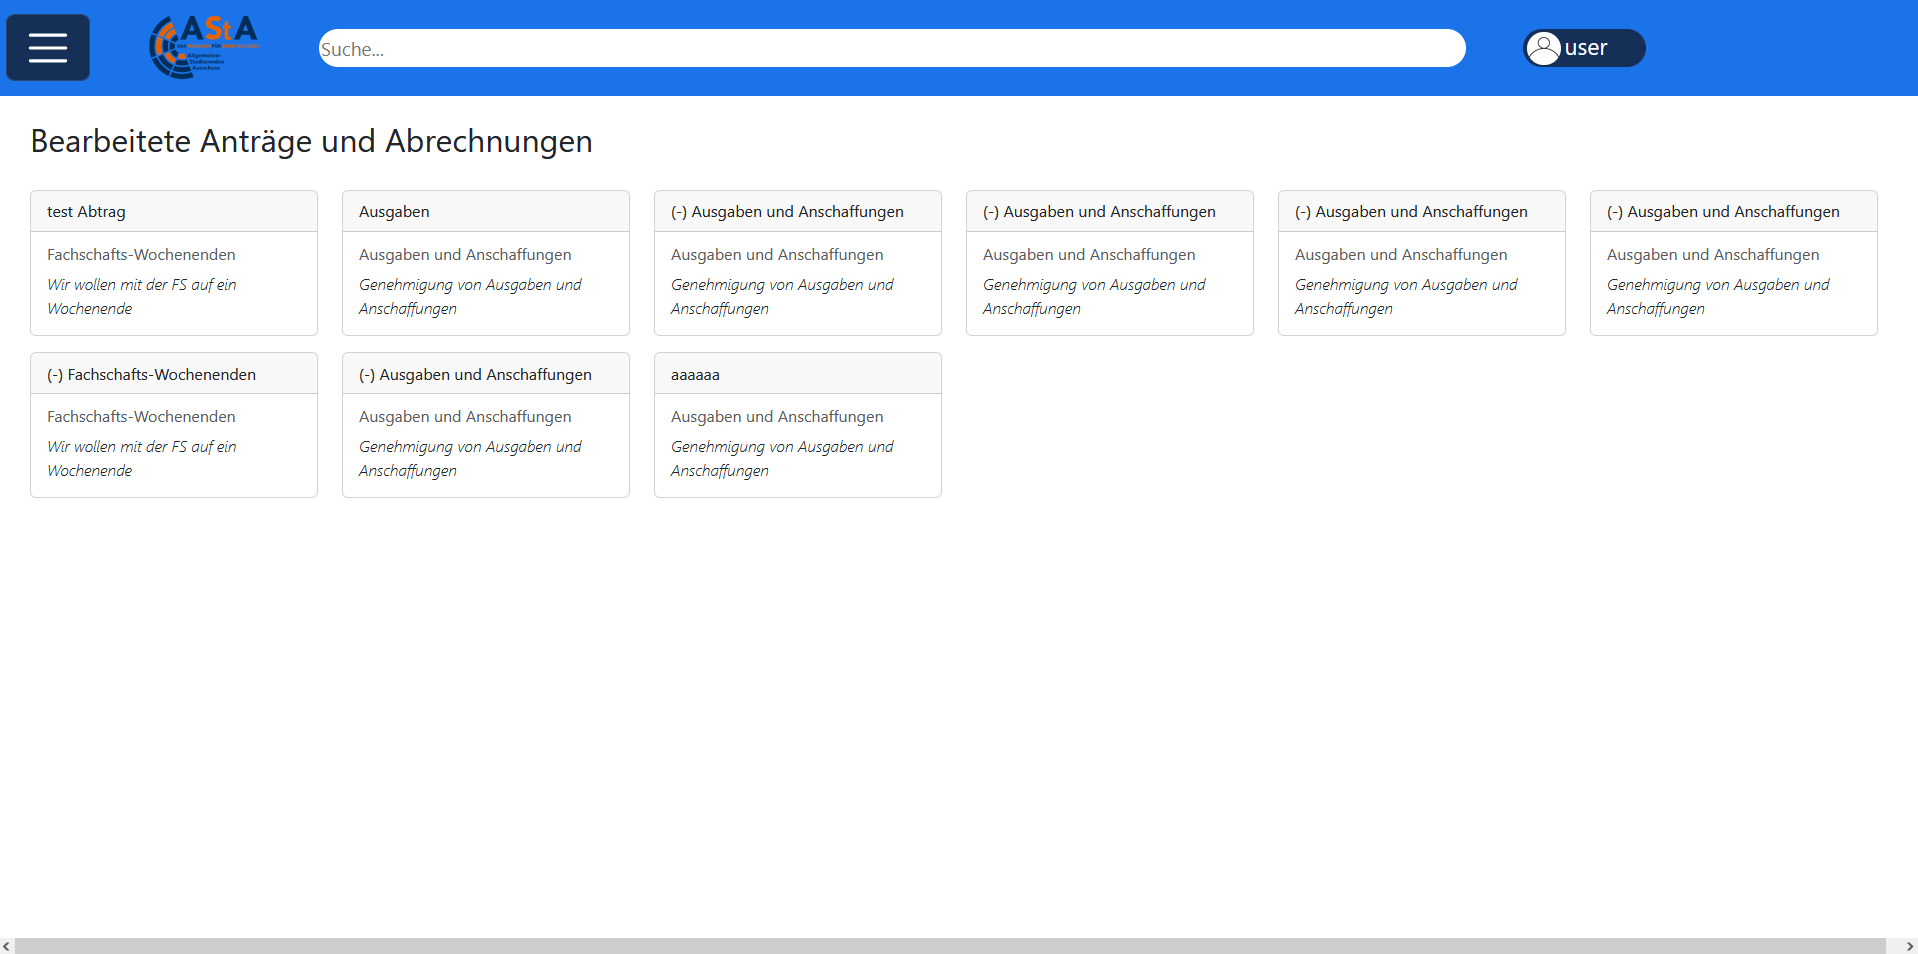 AStA
Allgemeiner
Studierenden
Ausschuss
Suche...
user
Bearbeitete Anträge und Abrechnungen
test Abtrag
Fachschafts-Wochenenden
Wir wollen mit der FS auf ein
Wochenende
Ausgaben
Ausgaben und Anschaffungen
Genehmigung von Ausgaben und
Anschaffungen
(-) Ausgaben und Anschaffungen
Ausgaben und Anschaffungen
Genehmigung von Ausgaben und
Anschaffungen
(-) Ausgaben und Anschaffungen
Ausgaben und Anschaffungen
Genehmigung von Ausgaben und
Anschaffungen
(-) Ausgaben und Anschaffungen
Ausgaben und Anschaffungen
Genehmigung von Ausgaben und
Anschaffungen
(-) Ausgaben und Anschaffungen
Ausgaben und Anschaffungen
Genehmigung von Ausgaben und
Anschaffungen
(-) Fachschafts-Wochenenden
Fachschafts-Wochenenden
Wir wollen mit der FS auf ein
Wochenende
(-) Ausgaben und Anschaffungen
Ausgaben und Anschaffungen
Genehmigung von Ausgaben und
Anschaffungen
aaaaaa
Ausgaben und Anschaffungen
Genehmigung von Ausgaben und
Anschaffungen